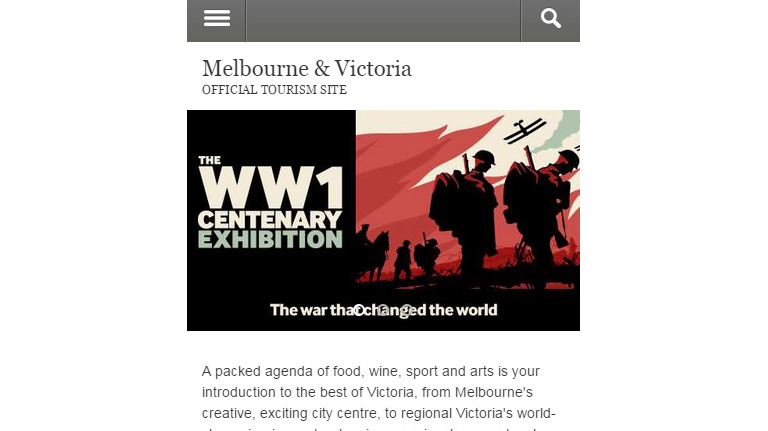 Melbourne & Victoria
OFFICIAL TOURISM SITE
THE
WW1
CENTENARY
EXHIBITION
The war that changed the world
A packed agenda of food, wine, sport and arts is your
introduction to the best of Victoria, from Melbourne's
creative, exciting city centre, to regional Victoria's world-